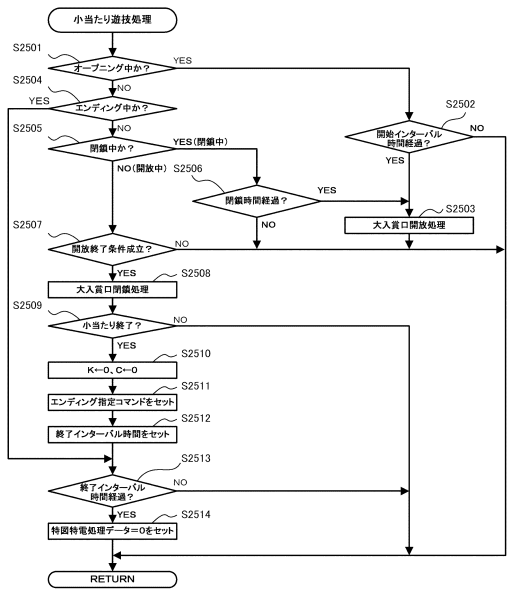 小当たり遊技処理
S2501
オープニング中か?
YES
NO
S2504
エンディング中か?
YES
NO
S2502
開始インターバル
時間経過?
NO
YES
S2505
閉鎖中か?
YES(閉鎖中)
NO(開放中)
S2506
閉鎖時間経過?
YES
NO
S2503
大入賞口開放処理
S2507
開放終了条件成立?
NO
YES
S2508
大入賞口閉鎖処理
S2509
小当たり終了?
NO
YES
S2510
K←0、C←0
S2511
エンディング指定コマンドをセット
S2512
終了インターバル時間をセット
S2513
終了インターバル
時間経過?
NO
YES
S2514
特図特電処理データ=0をセット
RETURN